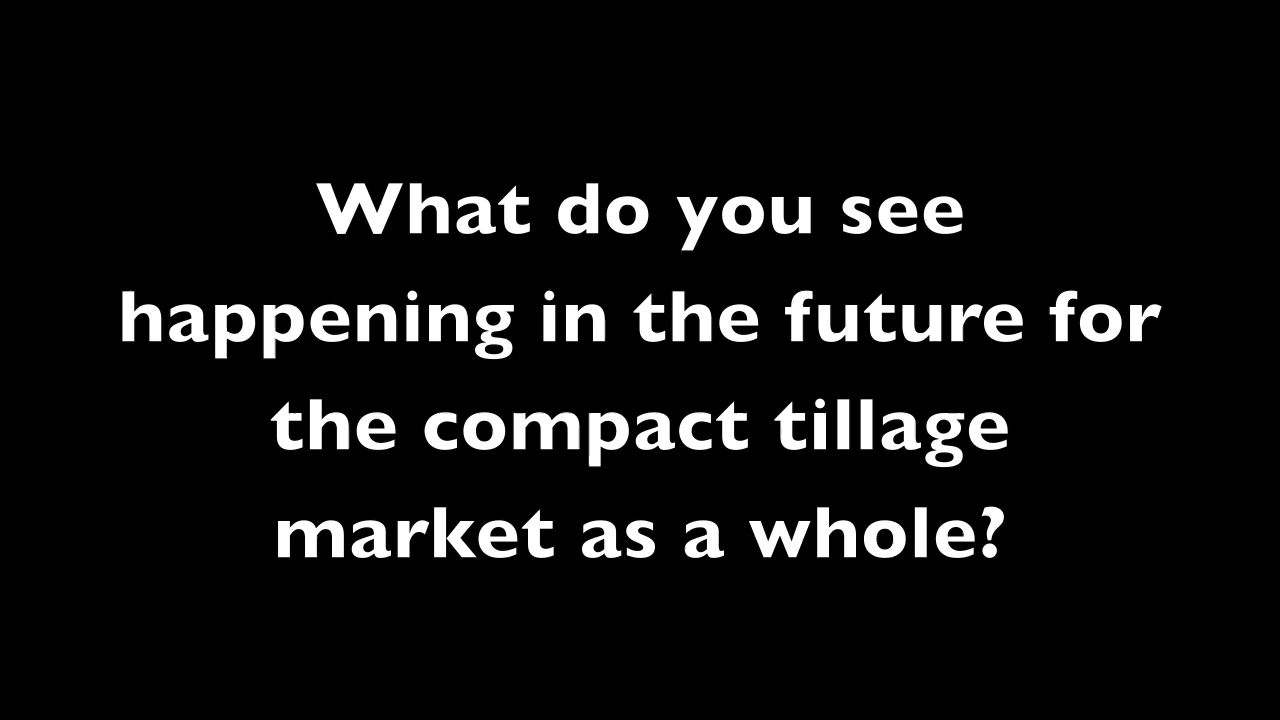 What do you see
happening in the future for
the compact tillage
market as a whole?